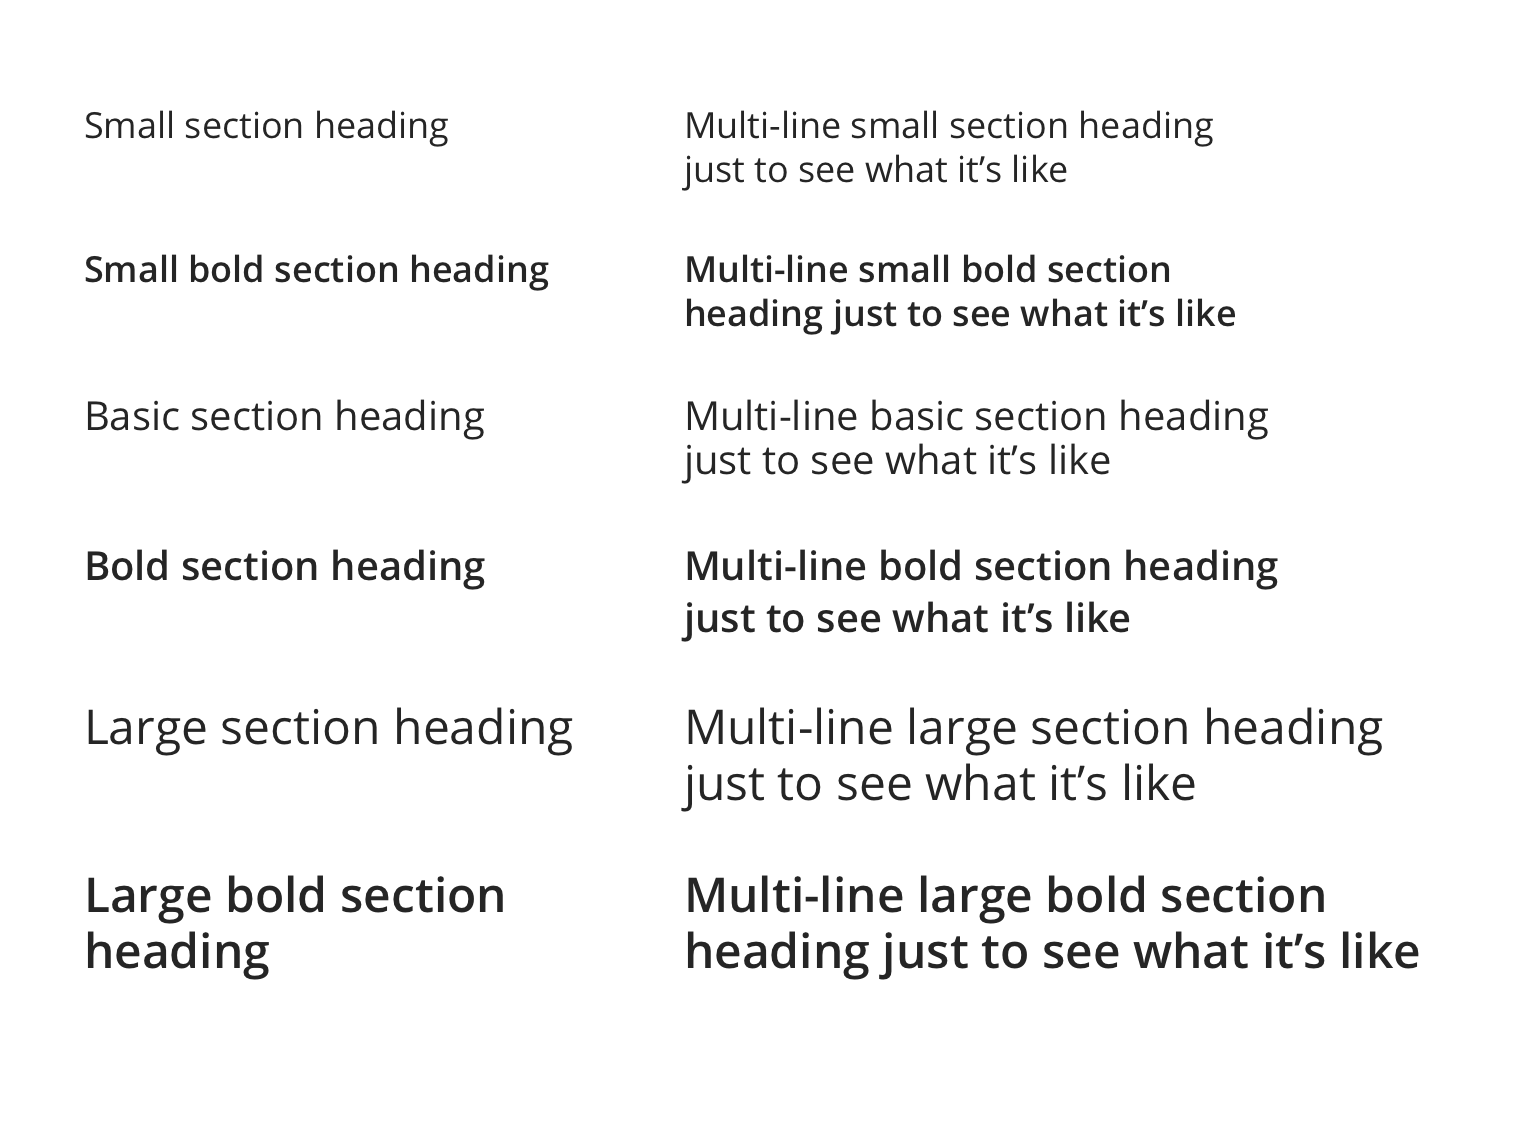 Small section heading
Multi-line small section heading
just to see what it’s like
Small bold section heading
Multi-line small bold section
heading just to see what it’s like
Basic section heading
Multi-line basic section heading
just to see what it’s like
Bold section heading
Multi-line bold section heading
just to see what it’s like
Large section heading
Multi-line large section heading
just to see what it’s like
Large bold section
heading
Multi-line large bold section
heading just to see what it’s like